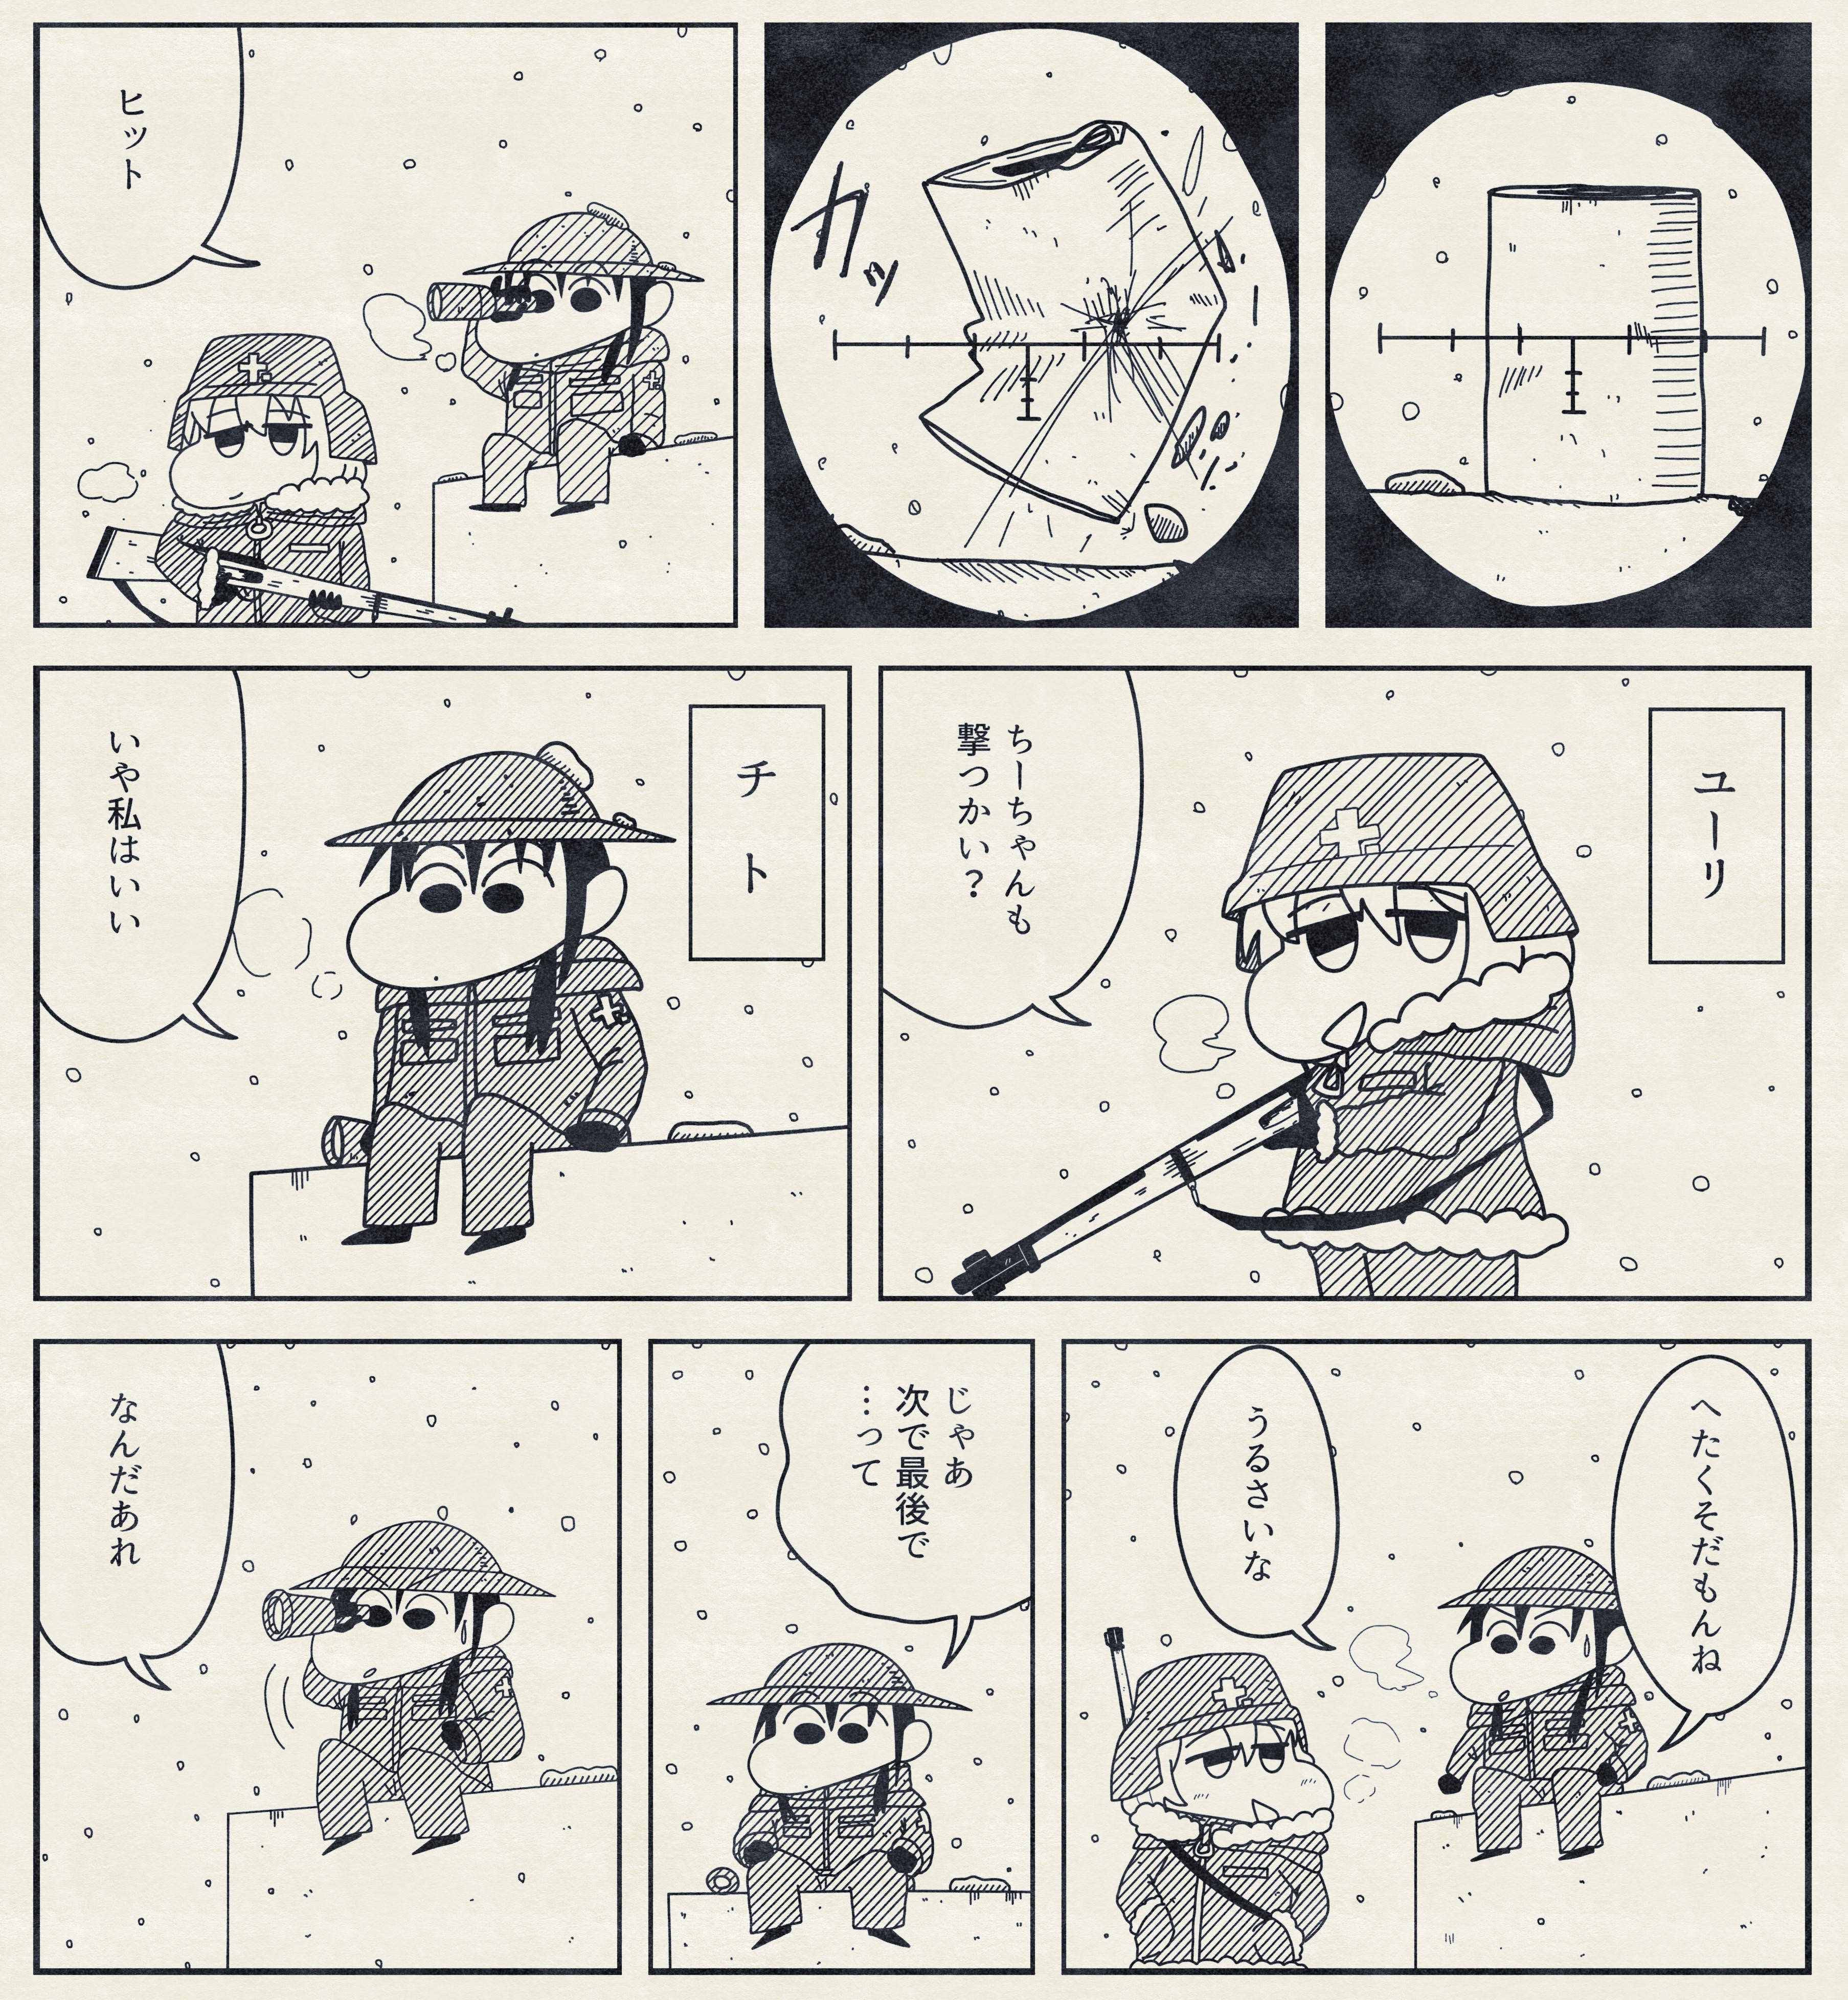 カッ
ヒット
ユーリ
ちーちゃんも
撃つかい？
チト
いや私はいい
へたくそだもんね
うるさいな
じゃあ
次で最後で
…って
なんだあれ